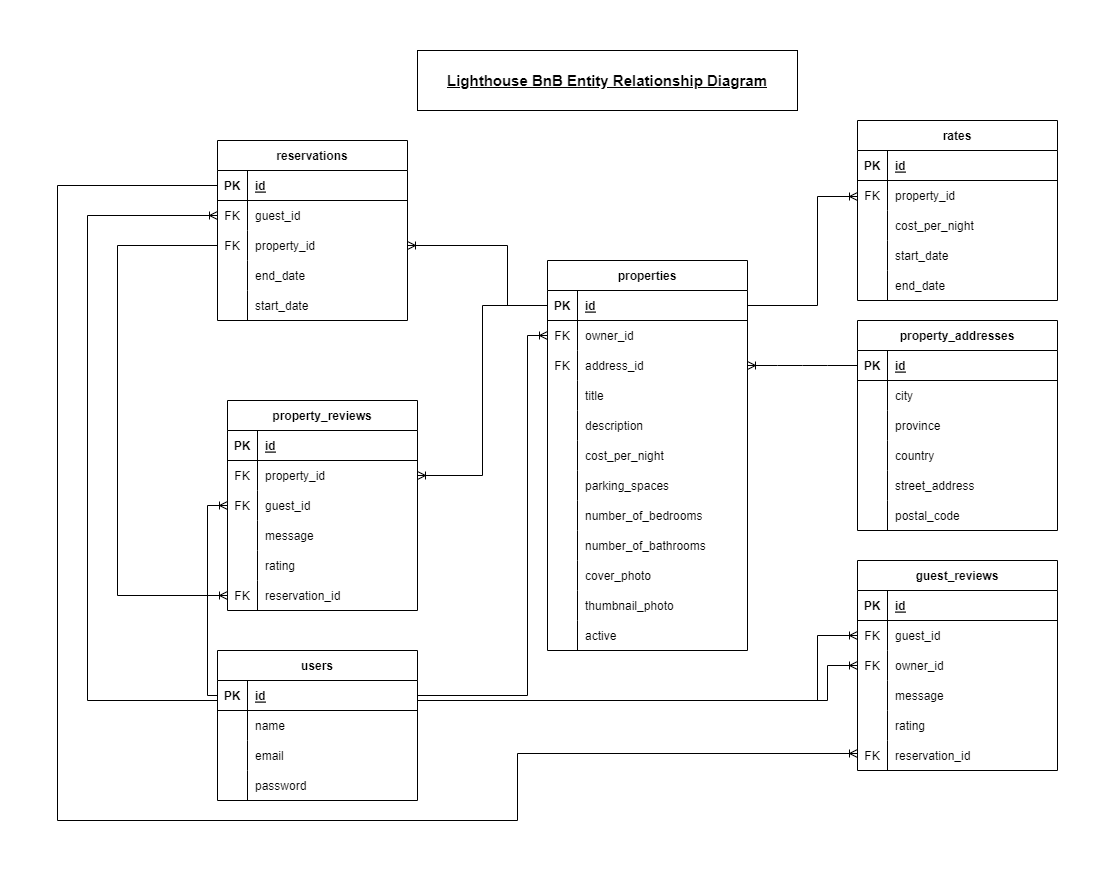 Lighthouse BnB Entity Relationship Diagram
reservations
PK id
FK guest_id
FK property_id
end_date
start_date
property_reviews
PK id
FK property_id
FK guest_id
message
rating
FK reservation_id
users
PK id
name
email
password
properties
PK id
FK owner_id
FK address_id
title
description
cost_per_night
parking_spaces
number_of_bedrooms
number_of_bathrooms
cover_photo
thumbnail_photo
active
rates
PK id
FK property_id
cost_per_night
start_date
end_date
property_addresses
PK id
city
province
country
street_address
postal_code
guest_reviews
PK id
FK guest_id
FK owner_id
message
rating
FK reservation_id